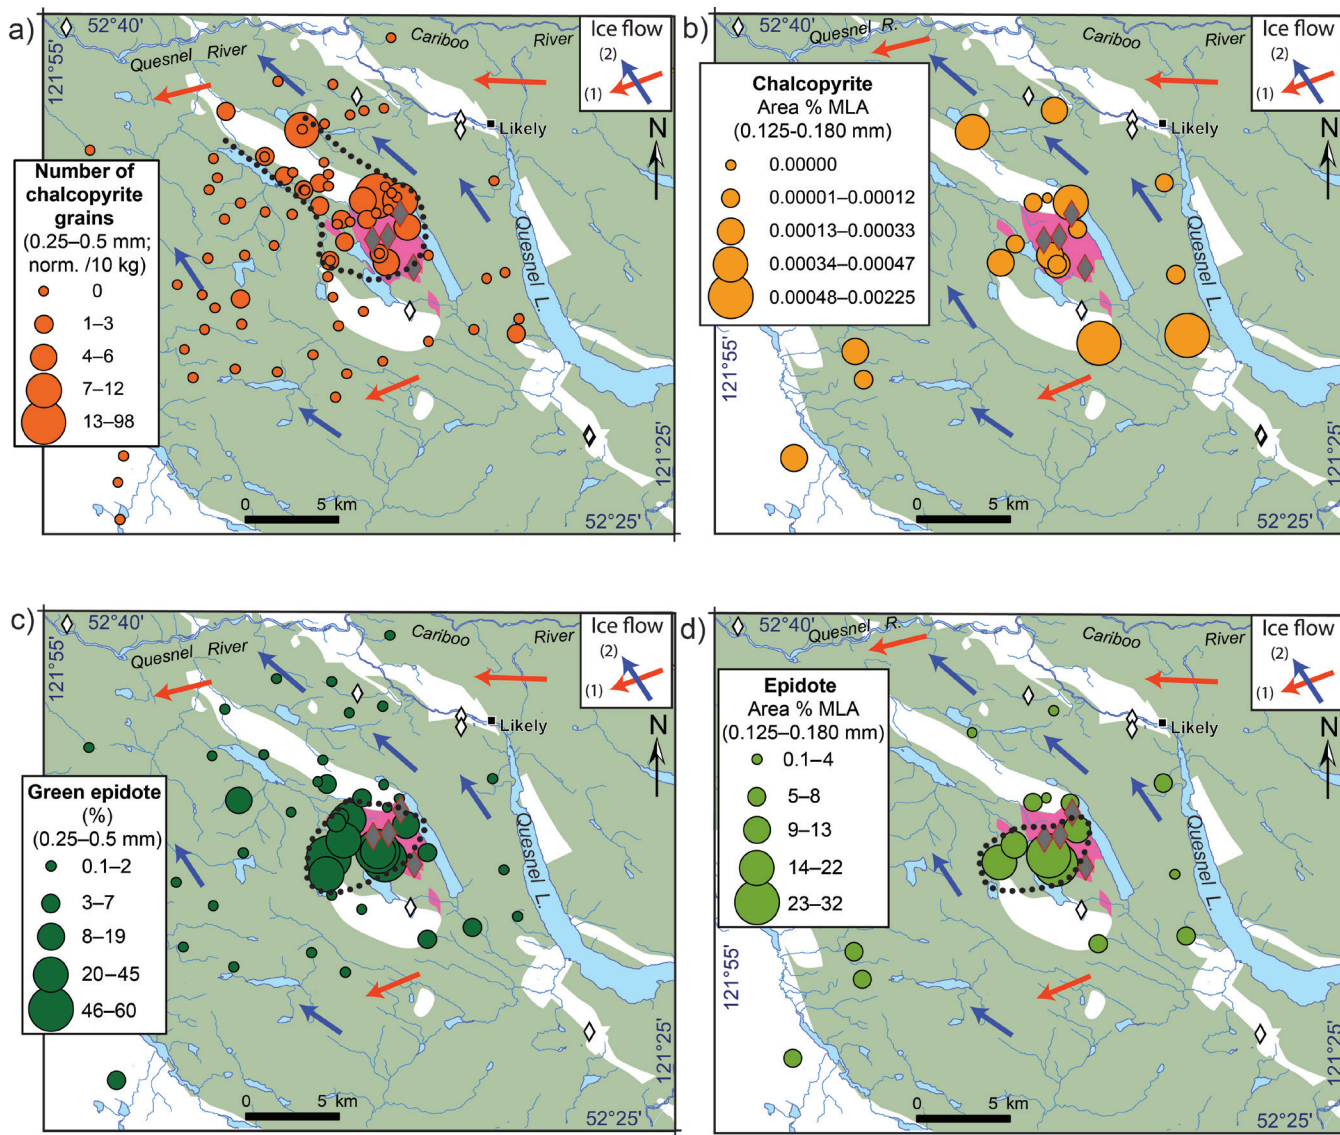 a)
52°40'
121°55'
Quesnel River
Cariboo River
Ice flow
(2)
(1)
N
Likely
Quesnel L.
Number of
chalcopyrite
grains
(0.25–0.5 mm;
norm. /10 kg)
0
1–3
4–6
7–12
13–98
0 5 km
121°25'
52°25'
b)
52°40'
Quesnel R.
Cariboo River
Ice flow
(2)
(1)
N
Likely
Quesnel L.
Chalcopyrite
Area % MLA
(0.125-0.180 mm)
0.00000
0.00001–0.00012
0.00013–0.00033
0.00034–0.00047
0.00048–0.00225
121°55'
0 5 km
121°25'
52°25'
c)
52°40'
121°55'
Quesnel River
Cariboo River
Ice flow
(2)
(1)
N
Likely
Quesnel L.
Green epidote
(%)
(0.25–0.5 mm)
0.1–2
3–7
8–19
20–45
46–60
0 5 km
121°25'
52°25'
d)
52°40'
Quesnel R.
Cariboo River
Ice flow
(2)
(1)
N
Likely
Quesnel L.
Epidote
Area % MLA
(0.125–0.180 mm)
0.1–4
5–8
9–13
14–22
23–32
121°55'
0 5 km
121°25'
52°25'